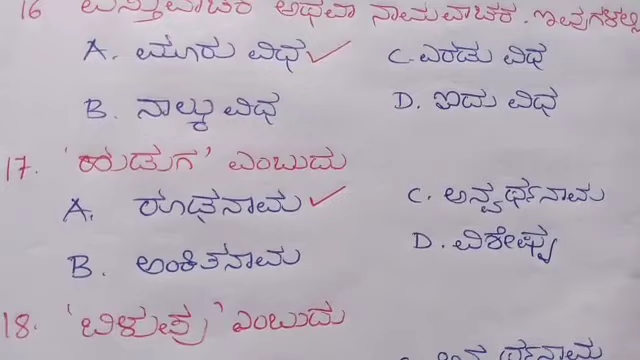 16 ವಸ್ತುವಾಚಕ ಅಥವಾ ನಾಮವಾಚಕ. ಇವುಗಳಲ್ಲಿ
A. ಮೂರು ವಿಧ C. ಎರಡು ವಿಧ
B. ನಾಲ್ಕು ವಿಧ D. ಐದು ವಿಧ
17. 'ಹುಡುಗ' ಎಂಬುದು
A. ರೂಢನಾಮ C. ಅನ್ವರ್ಥನಾಮ
B. ಅಂಕಿತನಾಮ D. ವಿಶೇಷ್ಯ
18. 'ಬಿಳುಪು' ಎಂಬುದು